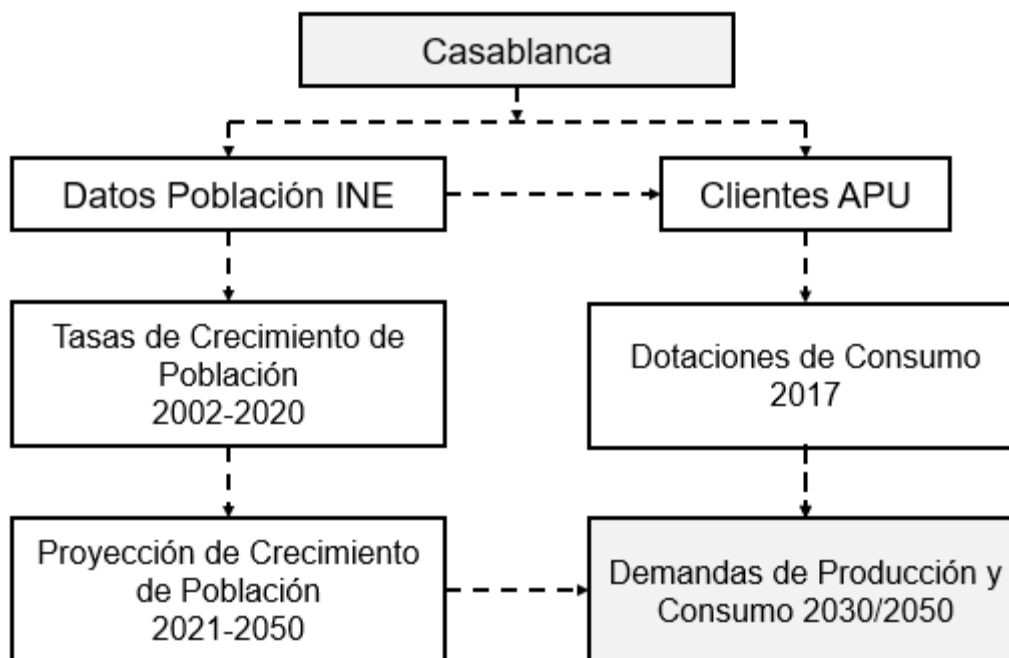 Casablanca
Datos Población INE
Clientes APU
Tasas de Crecimiento de
Población
2002-2020
Dotaciones de Consumo
2017
Proyección de Crecimiento
de Población
2021-2050
Demandas de Producción y
Consumo 2030/2050